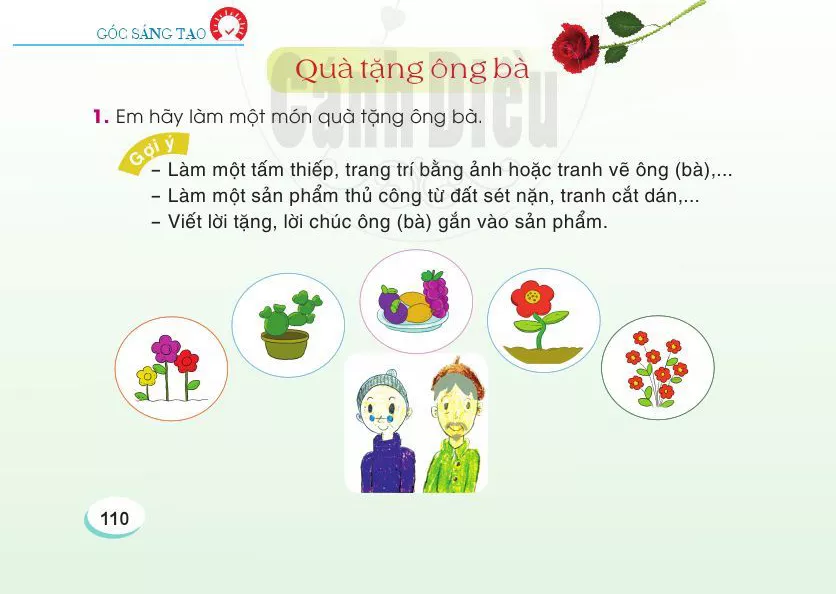 GÓC SÁNG TẠO
Quà tặng ông bà
Cánh Diều
1. Em hãy làm một món quà tặng ông bà.
Gợi ý
– Làm một tấm thiếp, trang trí bằng ảnh hoặc tranh vẽ ông (bà),...
– Làm một sản phẩm thủ công từ đất sét nặn, tranh cắt dán,...
– Viết lời tặng, lời chúc ông (bà) gắn vào sản phẩm.
110